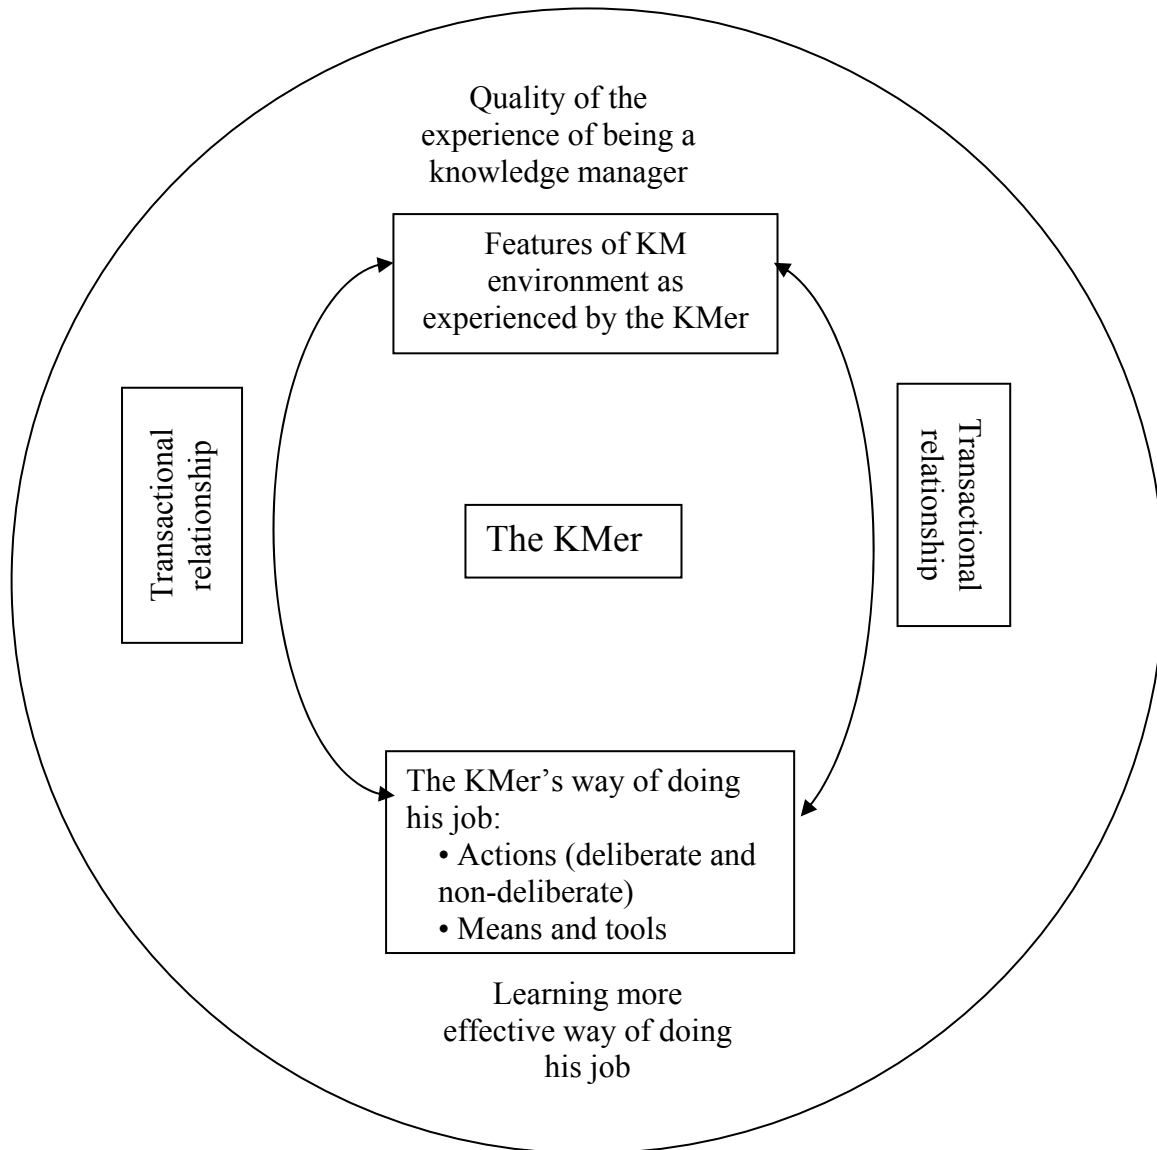 Quality of the
experience of being a
knowledge manager
Features of KM
environment as
experienced by the KMer
Transactional
relationship
The KMer
Transactional
relationship
The KMer’s way of doing
his job:
• Actions (deliberate and
non-deliberate)
• Means and tools
Learning more
effective way of doing
his job